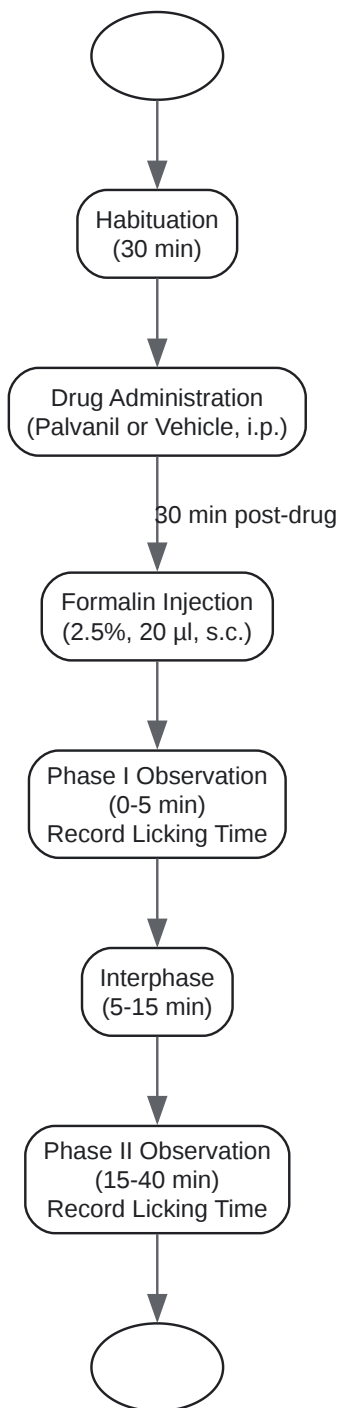 Habituation
(30 min)
Drug Administration
(Palvanil or Vehicle, i.p.)
30 min post-drug
Formalin Injection
(2.5%, 20 µl, s.c.)
Phase I Observation
(0-5 min)
Record Licking Time
Interphase
(5-15 min)
Phase II Observation
(15-40 min)
Record Licking Time